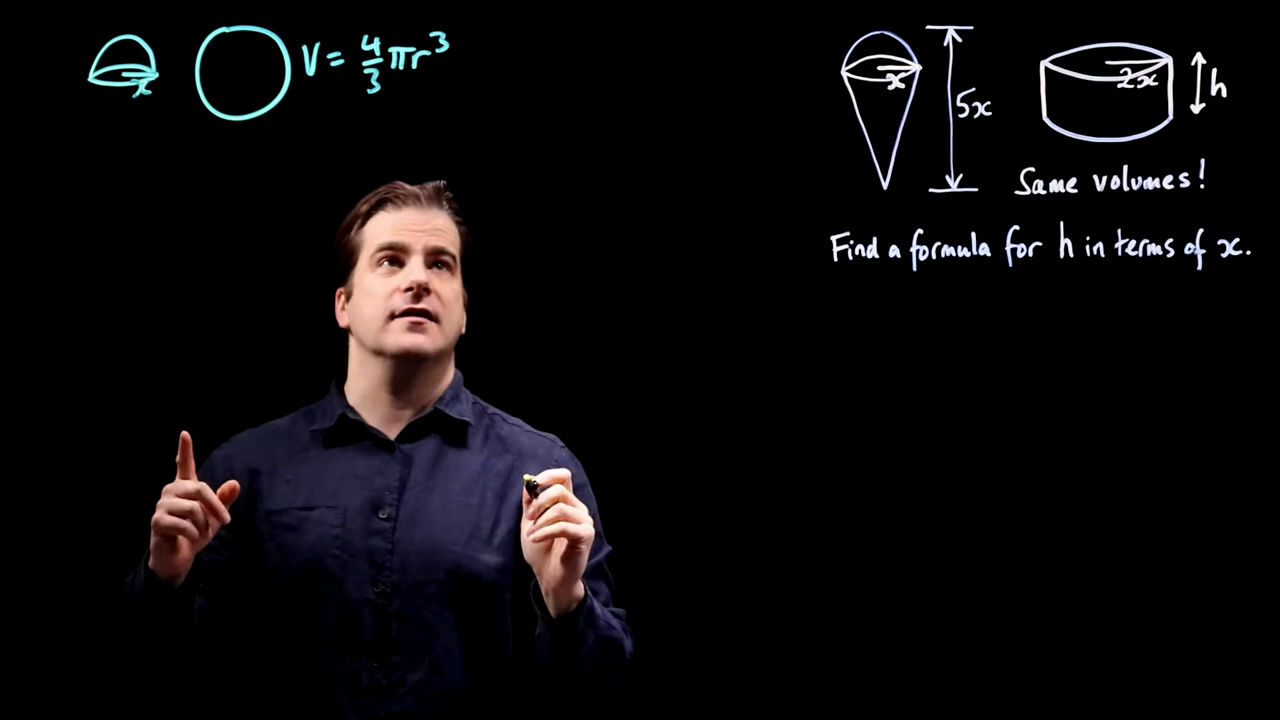 x
V = 4/3 πr³
x
5x
2x
h
Same volumes!
Find a formula for h in terms of x.